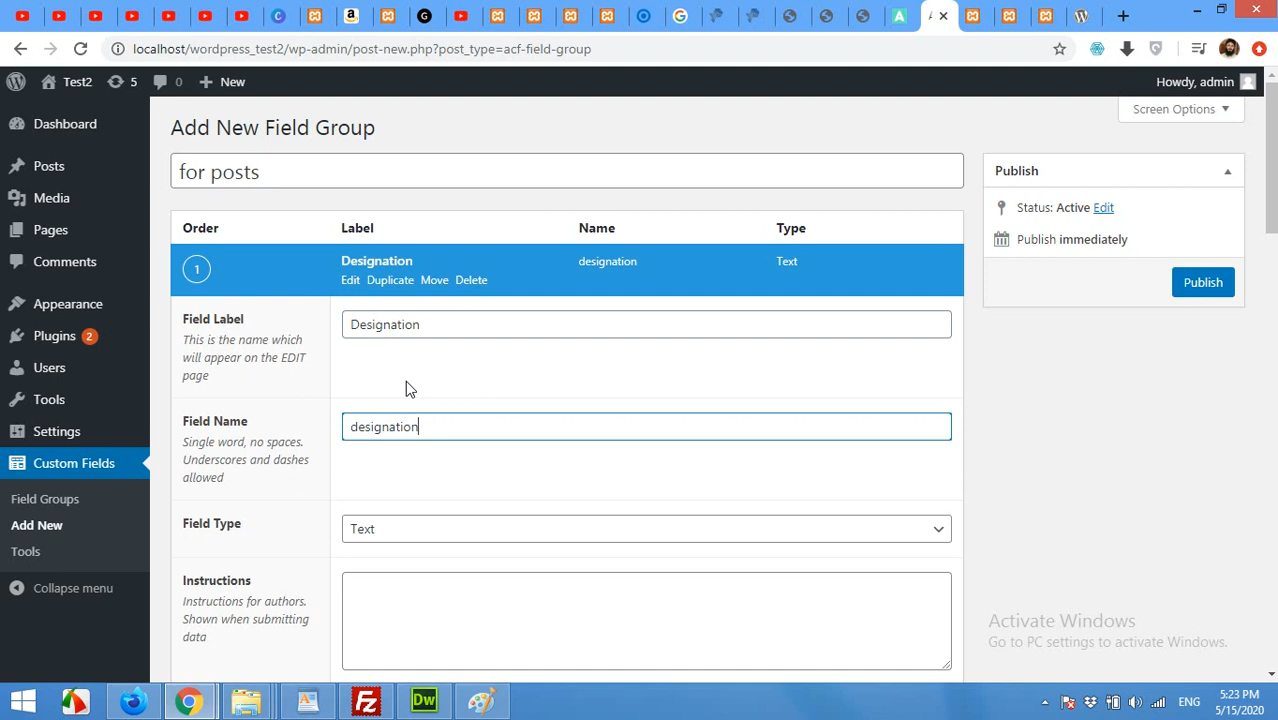 localhost/wordpress_test2/wp-admin/post-new.php?post_type=acf-field-group
Test2
5
0
New
Howdy, admin
Dashboard
Posts
Media
Pages
Comments
Appearance
Plugins 2
Users
Tools
Settings
Custom Fields
Field Groups
Add New
Tools
Collapse menu
Screen Options
Add New Field Group
for posts
Order Label Name Type
1 Designation designation Text
Edit Duplicate Move Delete
Field Label
This is the name which
will appear on the EDIT
page
Designation
Field Name
Single word, no spaces.
Underscores and dashes
allowed
designation
Field Type
Text
Instructions
Instructions for authors.
Shown when submitting
data
Publish
Status: Active Edit
Publish immediately
Publish
Activate Windows
Go to PC settings to activate Windows.
Fz
Dw
ENG
5:23 PM
5/15/2020